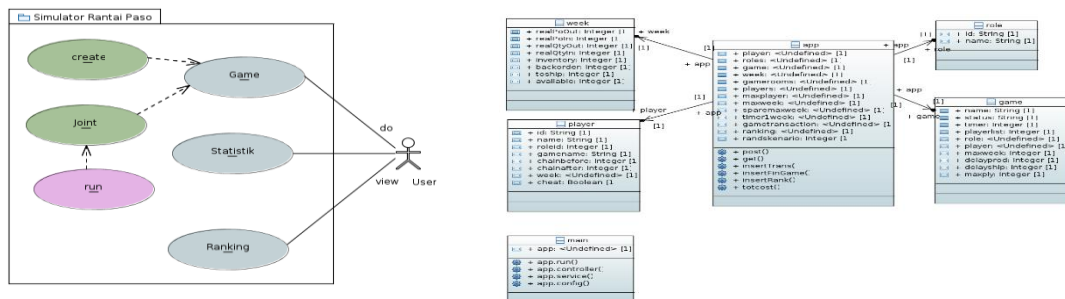 Simulator Rantai Paso
create
Game
Joint
Statistik
run
Ranking
do
view
User
week
+ realPoOut: Integer [1]
+ realPoIn: Integer [1]
+ realQtyOut: Integer [1]
+ realQtyIn: Integer [1]
+ inventory: Integer [1]
+ backorder: Integer [1]
+ toship: Integer [1]
+ available: Integer [1]
+ week
[1]
[1]
+ app
player
+ id: String [1]
+ name: String [1]
+ roleid: Integer [1]
+ gamename: String [1]
+ chainbefore: Integer [1]
+ chainafter: Integer [1]
+ week: <Undefined> [1]
+ cheat: Boolean [1
player
[1]
[1]
+ app
app
+ player: <Undefined> [1]
+ roles: <Undefined> [1]
+ game: <Undefined> [1]
+ week: <Undefined> [1]
+ gamerooms: <Undefined> [1]
+ players: <Undefined> [1]
+ maxplayer: <Undefined> [1]
+ maxweek: <Undefined> [1]
+ sparemaxweek: <Undefined> [1]
+ timer1week: <Undefined> [1]
+ gametransaction: <Undefined> [1]
+ ranking: <Undefined> [1]
+ randskenario: Integer [1
+ post()
+ get()
+ insertTrans(
+ insertFinGame(
+ insertRank(
+ totcost(
+ app
[1]
role
+ id: String [1]
+ name: String [1]
[1]
+ role
+ app
[1]
[1]
+ game
game
+ name: String [1]
+ status: String [1]
+ timer: Integer [1]
+ playerlist: Integer [1]
+ role: <Undefined> [1]
+ player: <Undefined> [1]
+ maxweek: Integer [1]
+ delayprod: Integer [1]
+ delayship: Integer [1]
+ maxply: Integer [1]
main
+ app: <Undefined> [1]
+ app.run()
+ app.controller(
+ app.service(
+ app.config(